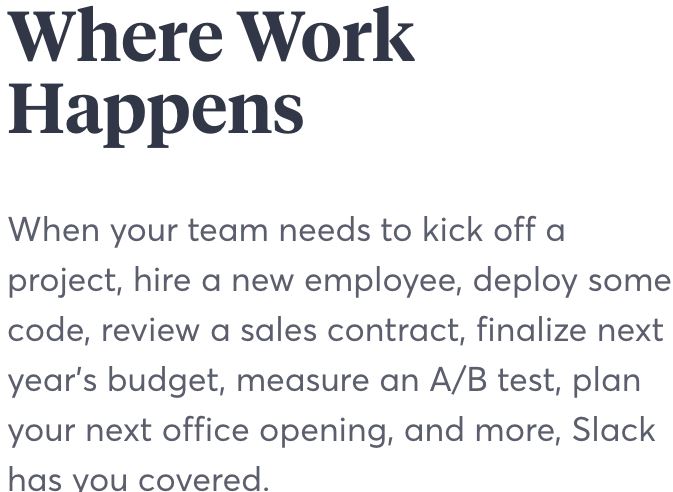 Where Work
Happens
When your team needs to kick off a
project, hire a new employee, deploy some
code, review a sales contract, finalize next
year's budget, measure an A/B test, plan
your next office opening, and more, Slack
has you covered.